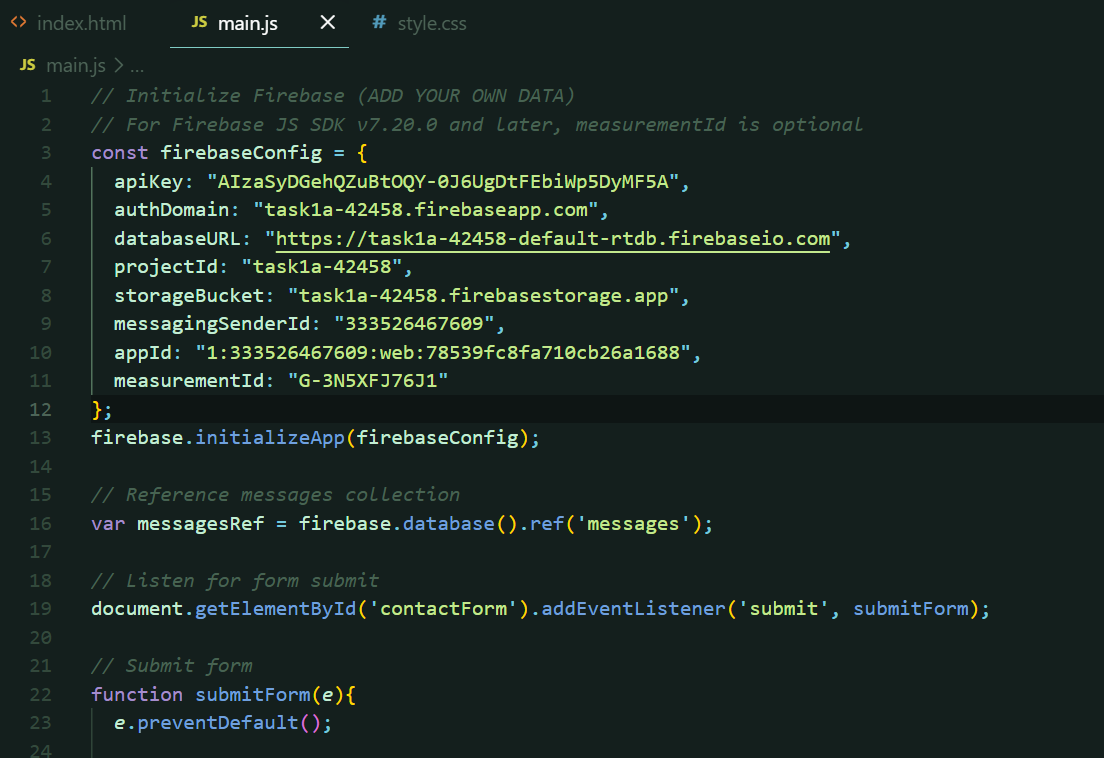 index.html
JS main.js
# style.css
JS main.js > ...
1 // Initialize Firebase (ADD YOUR OWN DATA)
2 // For Firebase JS SDK v7.20.0 and later, measurementId is optional
3 const firebaseConfig = {
4 apiKey: "AIzaSyDGehQZuBtOQY-0J6UgDtFEbiWp5DyMF5A",
5 authDomain: "task1a-42458.firebaseapp.com",
6 databaseURL: "https://task1a-42458-default-rtdb.firebaseio.com",
7 projectId: "task1a-42458",
8 storageBucket: "task1a-42458.firebasestorage.app",
9 messagingSenderId: "333526467609",
10 appId: "1:333526467609:web:78539fc8fa710cb26a1688",
11 measurementId: "G-3N5XFJ76J1"
12 };
13 firebase.initializeApp(firebaseConfig);
14
15 // Reference messages collection
16 var messagesRef = firebase.database().ref('messages');
17
18 // Listen for form submit
19 document.getElementById('contactForm').addEventListener('submit', submitForm);
20
21 // Submit form
22 function submitForm(e){
23 e.preventDefault();
24